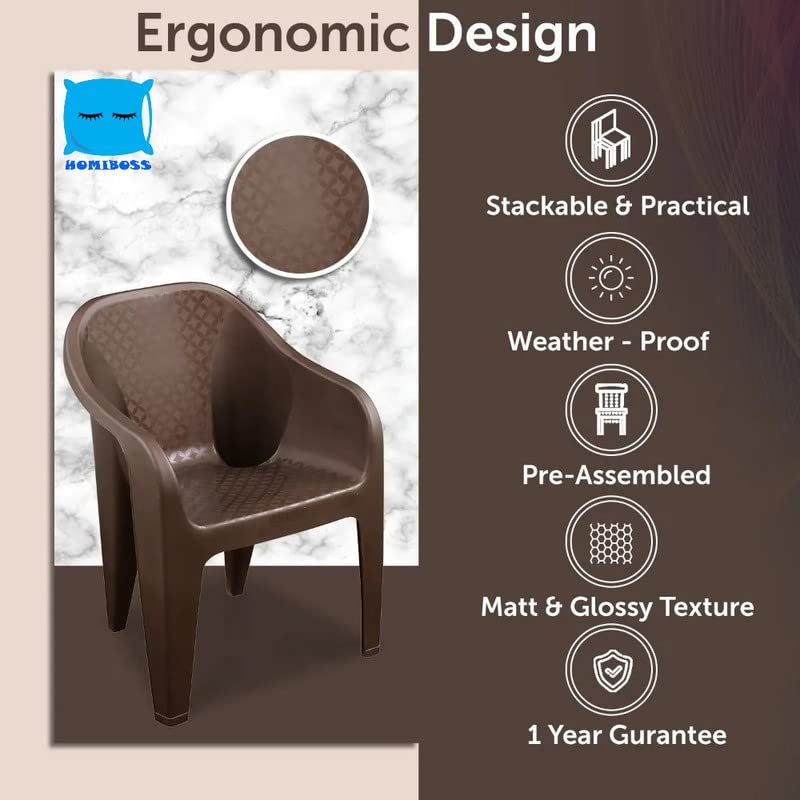 Ergonomic Design
HOMIBOSS
Stackable & Practical
Weather - Proof
Pre-Assembled
Matt & Glossy Texture
1 Year Gurantee